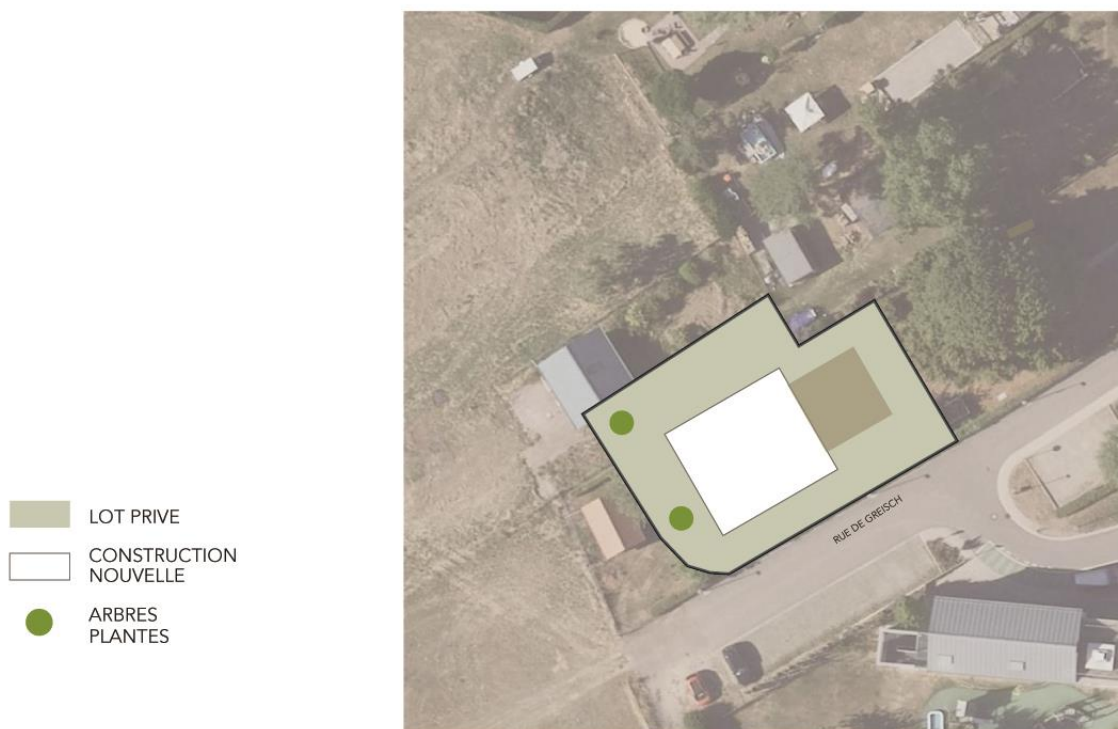 LOT PRIVE
CONSTRUCTION
NOUVELLE
ARBRES
PLANTES
RUE DE GREISCH